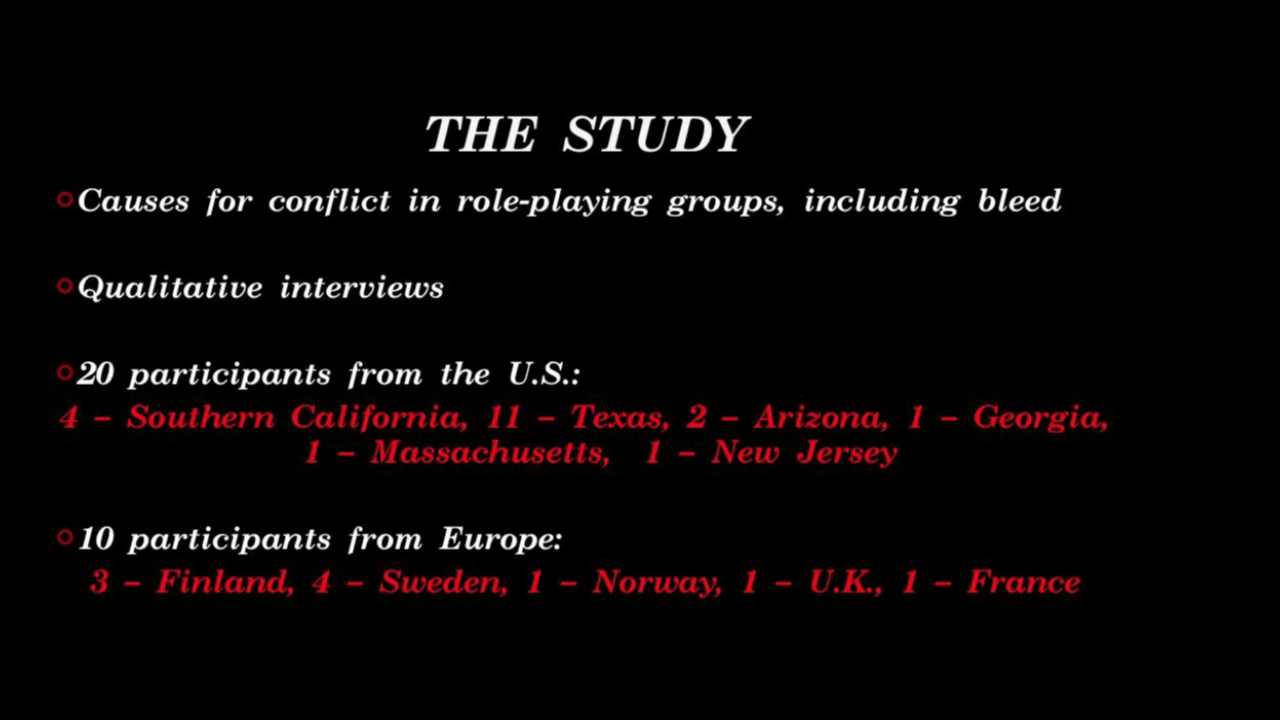 THE STUDY
Causes for conflict in role-playing groups, including bleed
Qualitative interviews
20 participants from the U.S.:
4 – Southern California, 11 – Texas, 2 – Arizona, 1 – Georgia,
1 – Massachusetts, 1 – New Jersey
10 participants from Europe:
3 – Finland, 4 – Sweden, 1 – Norway, 1 – U.K., 1 – France